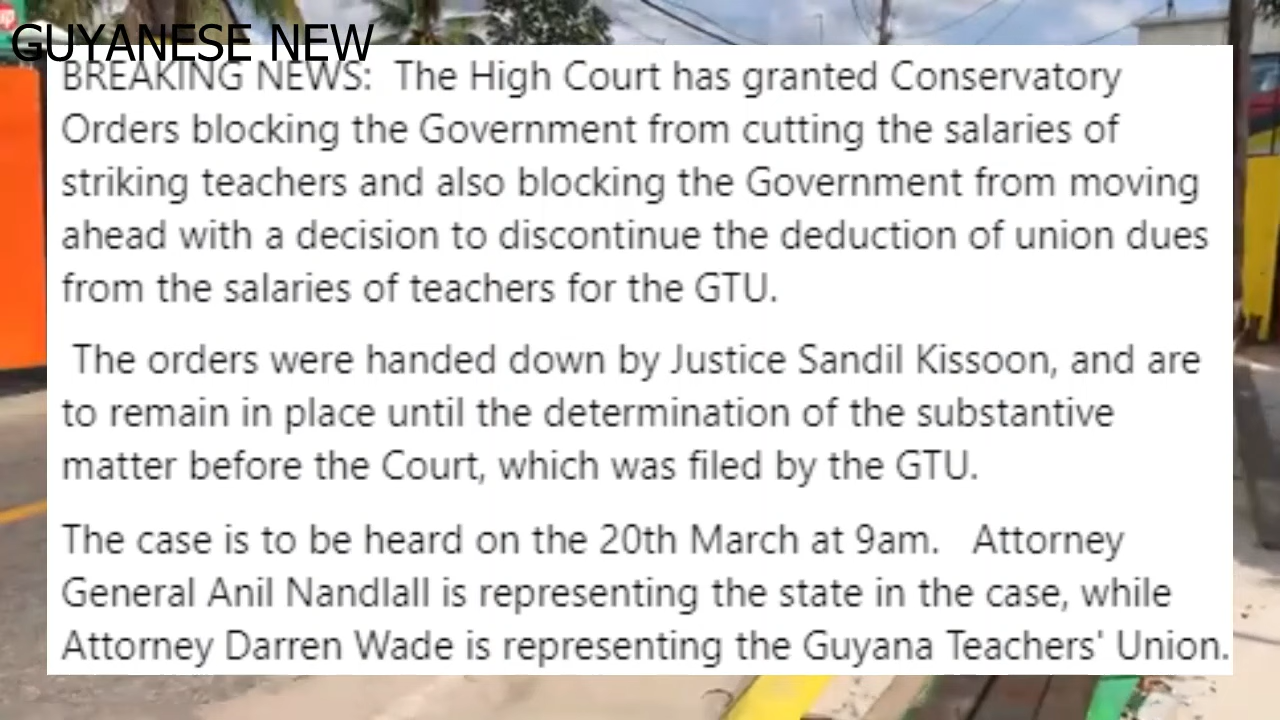 up
GUYANESE NEW
BREAKING NEWS: The High Court has granted Conservatory
Orders blocking the Government from cutting the salaries of
striking teachers and also blocking the Government from moving
ahead with a decision to discontinue the deduction of union dues
from the salaries of teachers for the GTU.
The orders were handed down by Justice Sandil Kissoon, and are
to remain in place until the determination of the substantive
matter before the Court, which was filed by the GTU.
The case is to be heard on the 20th March at 9am. Attorney
General Anil Nandlall is representing the state in the case, while
Attorney Darren Wade is representing the Guyana Teachers' Union.